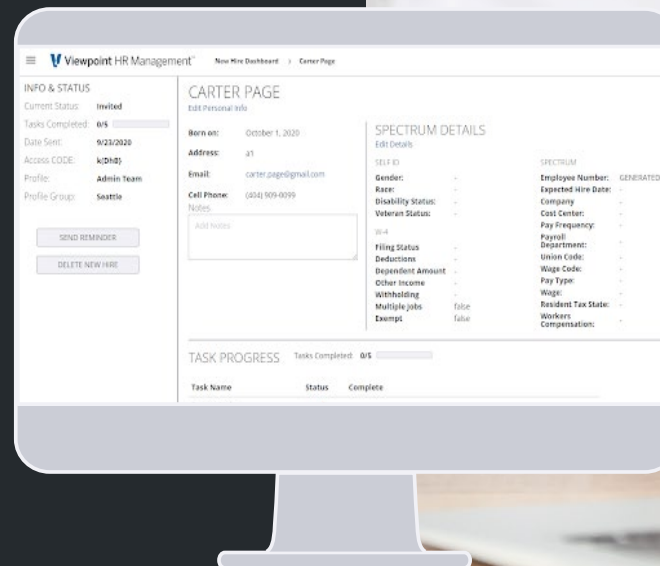 Viewpoint HR Management™ New Hire Dashboard > Carter Page
INFO & STATUS
Current Status: Invited
Tasks Completed: 0/5
Date Sent: 9/23/2020
Access CODE: k(Dh8)
Profile: Admin Team
Profile Group: Seattle
SEND REMINDER
DELETE NEW HIRE
CARTER PAGE
Edit Personal Info
Born on: October 1, 2020
Address: a1
Email: carter.page@gmail.com
Cell Phone: (404) 909-0099
Notes:
Add Notes
SPECTRUM DETAILS
Edit Details
SELF ID
Gender: -
Race: -
Disability Status: -
Veteran Status: -
W-4
Filing Status -
Deductions -
Dependent Amount -
Other Income -
Withholding -
Multiple Jobs false
Exempt false
SPECTRUM
Employee Number: GENERATED
Expected Hire Date: -
Company -
Cost Center: -
Pay Frequency: -
Payroll
Department: -
Union Code: -
Wage Code: -
Pay Type: -
Wage: -
Resident Tax State: -
Workers
Compensation: -
TASK PROGRESS Tasks Completed: 0/5
Task Name Status Complete